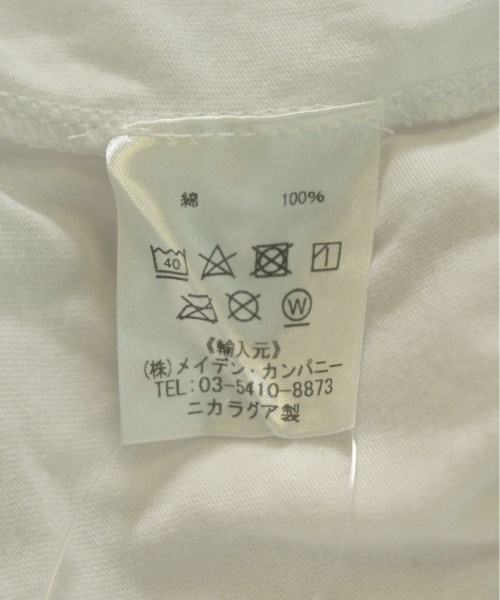 綿 100%
40
W
《輸入元》
(株)メイデン・カンパニー
TEL:03-5410-8873
ニカラグア製